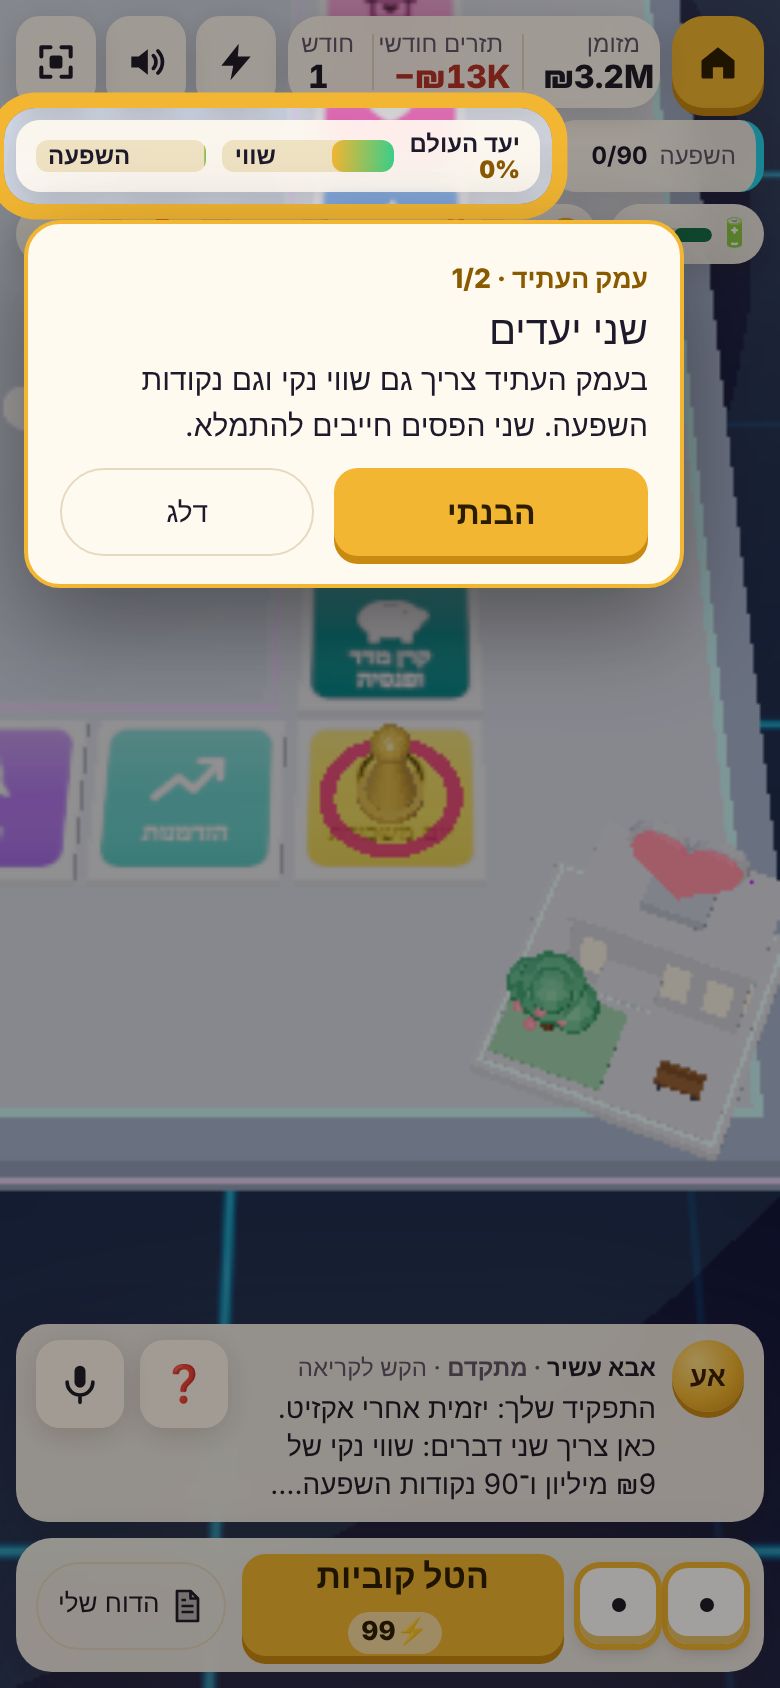 מזומן
₪3.2M
תזרים חודשי
−₪13K
חודש
1
השפעה 0/90
יעד העולם
0%
שווי
השפעה
עמק העתיד · 1/2
שני יעדים
בעמק העתיד צריך גם שווי נקי וגם נקודות
השפעה. שני הפסים חייבים להתמלא.
הבנתי
דלג
קרן מדד
ופנסיה
הזדמנות
אע
אבא עשיר · מתקדם · הקש לקריאה
התפקיד שלך: יזמית אחרי אקזיט.
כאן צריך שני דברים: שווי נקי של
₪9 מיליון ו־90 נקודות השפעה....
הטל קוביות
⚡99
הדוח שלי